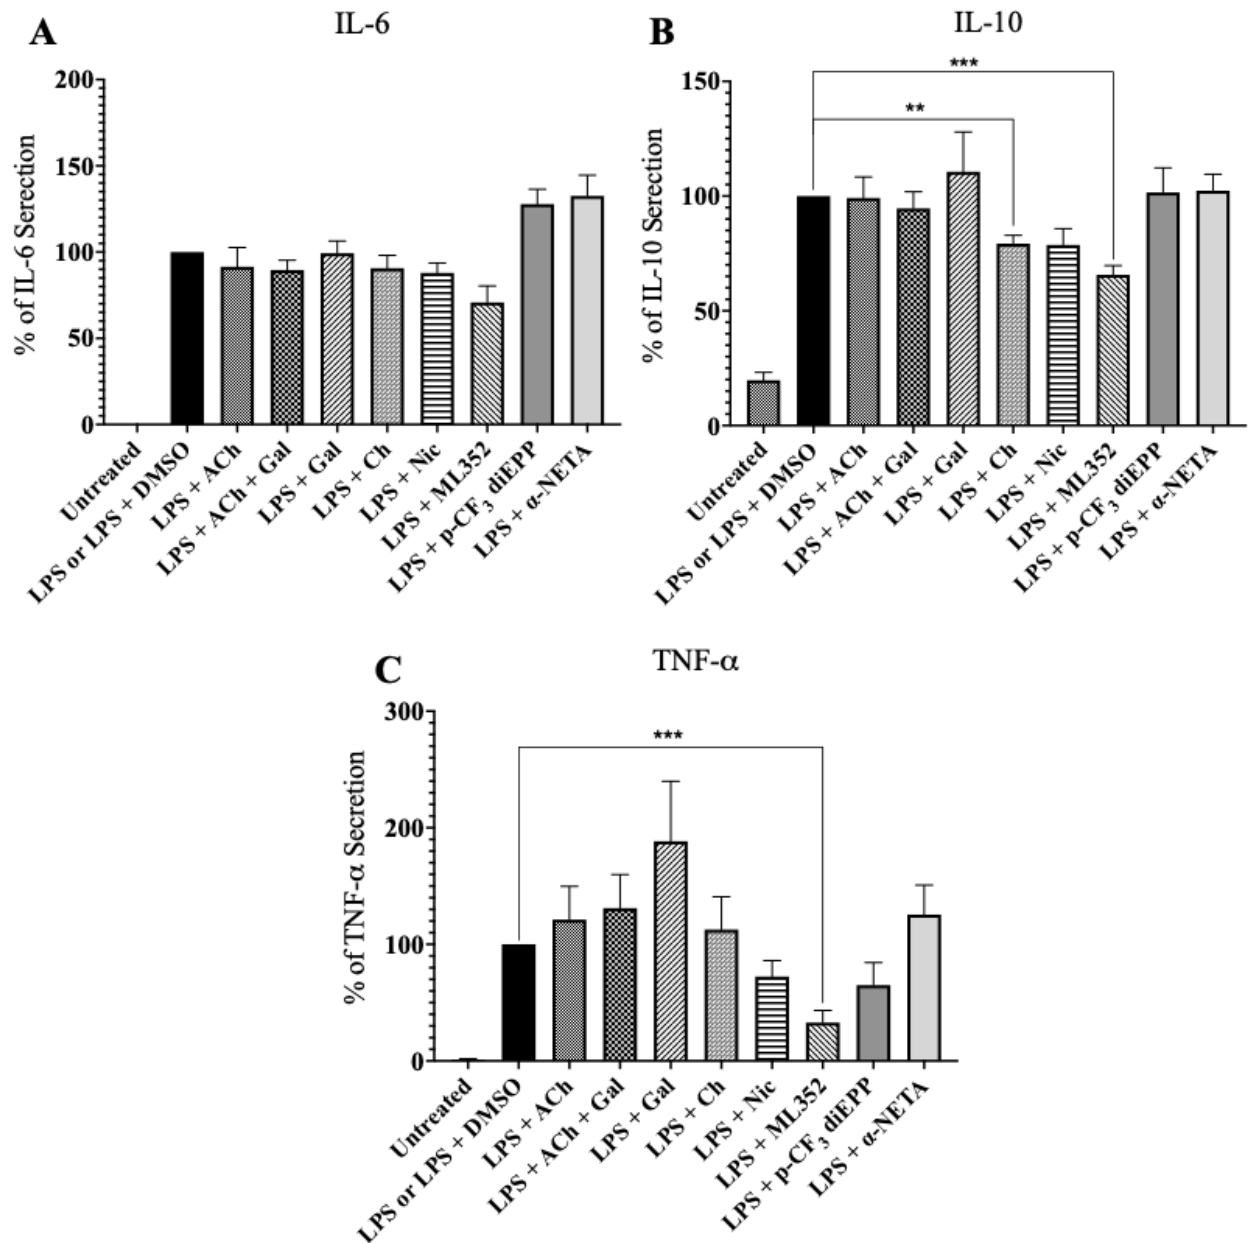 A
IL-6
% of IL-6 Serection
200
150
100
50
0
Untreated
LPS or LPS + DMSO
LPS + ACh
LPS + ACh + Gal
LPS + Gal
LPS + Ch
LPS + Nic
LPS + ML352
LPS + p-CF3 diEPP
LPS + α-NETA
B
IL-10
% of IL-10 Serection
150
100
50
0
***
**
Untreated
LPS or LPS + DMSO
LPS + ACh
LPS + ACh + Gal
LPS + Gal
LPS + Ch
LPS + Nic
LPS + ML352
LPS + p-CF3 diEPP
LPS + α-NETA
C
TNF-α
% of TNF-α Secretion
300
200
100
0
***
Untreated
LPS or LPS + DMSO
LPS + ACh
LPS + ACh + Gal
LPS + Gal
LPS + Ch
LPS + Nic
LPS + ML352
LPS + p-CF3 diEPP
LPS + α-NETA